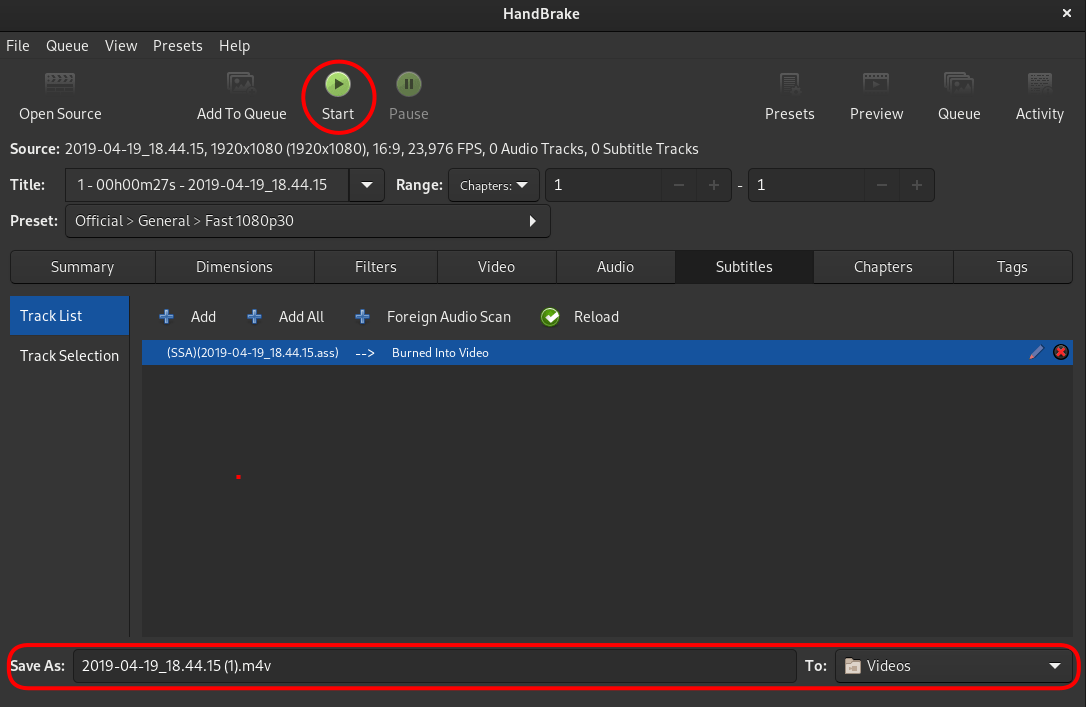 HandBrake
File Queue View Presets Help
Open Source Add To Queue Start Pause Presets Preview Queue Activity
Source: 2019-04-19_18.44.15, 1920x1080 (1920x1080), 16:9, 23,976 FPS, 0 Audio Tracks, 0 Subtitle Tracks
Title: 1 - 00h00m27s - 2019-04-19_18.44.15 Range: Chapters: 1 - 1
Preset: Official > General > Fast 1080p30
Summary Dimensions Filters Video Audio Subtitles Chapters Tags
Track List Add Add All Foreign Audio Scan Reload
Track Selection (SSA)(2019-04-19_18.44.15.ass) --> Burned Into Video
Save As: 2019-04-19_18.44.15 (1).m4v To: Videos